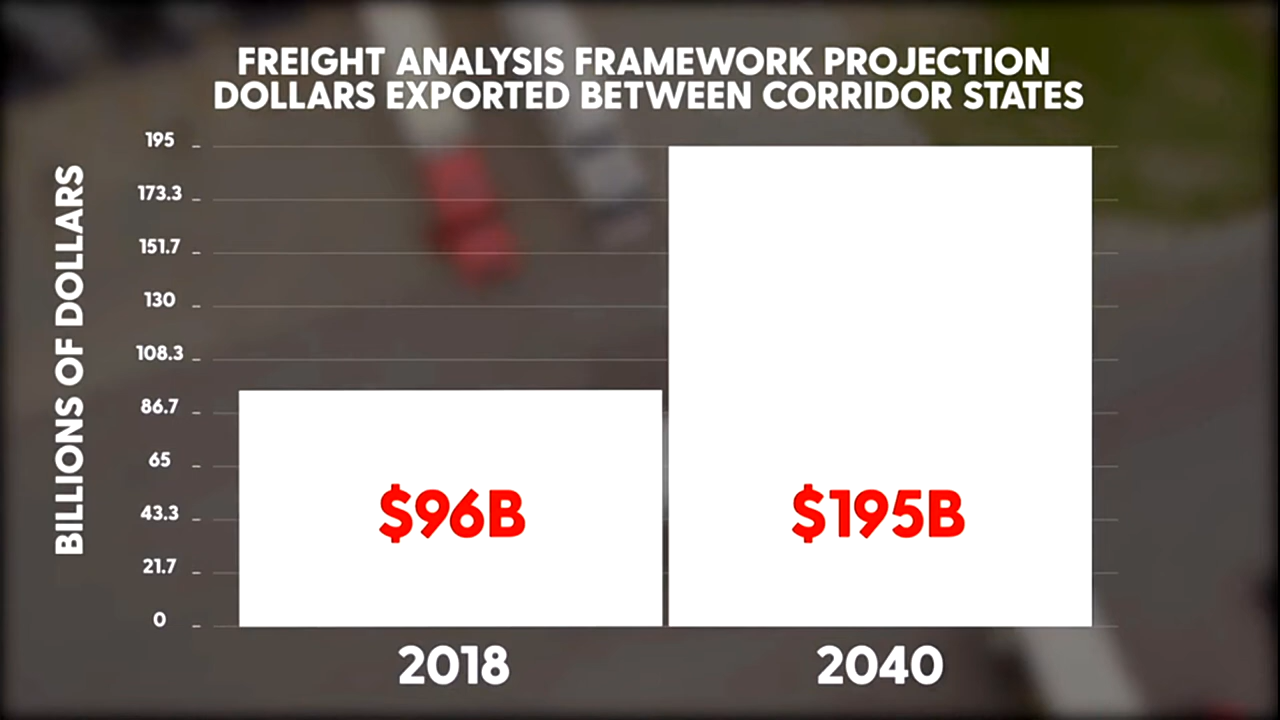 FREIGHT ANALYSIS FRAMEWORK PROJECTION
DOLLARS EXPORTED BETWEEN CORRIDOR STATES
BILLIONS OF DOLLARS
195
173.3
151.7
130
108.3
86.7
65
43.3
21.7
0
$96B
$195B
2018
2040